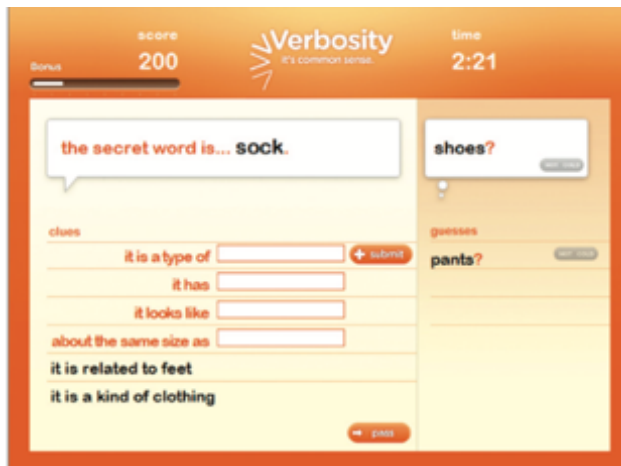 score
Verbosity
time
Bonus
200
it's common sense.
2:21
the secret word is... sock.
shoes?
clues
guesses
it is a type of
submit
pants?
it has
it looks like
about the same size as
it is related to feet
it is a kind of clothing
pass